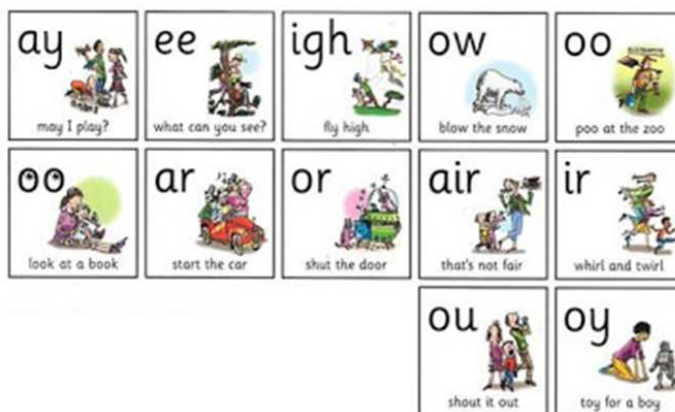 ay
may I play?
ee
what can you see?
igh
fly high
ow
blow the snow
oo
poo at the zoo
oo
look at a book
ar
start the car
or
shut the door
air
that's not fair
ir
whirl and twirl
ou
shout it out
oy
toy for a boy